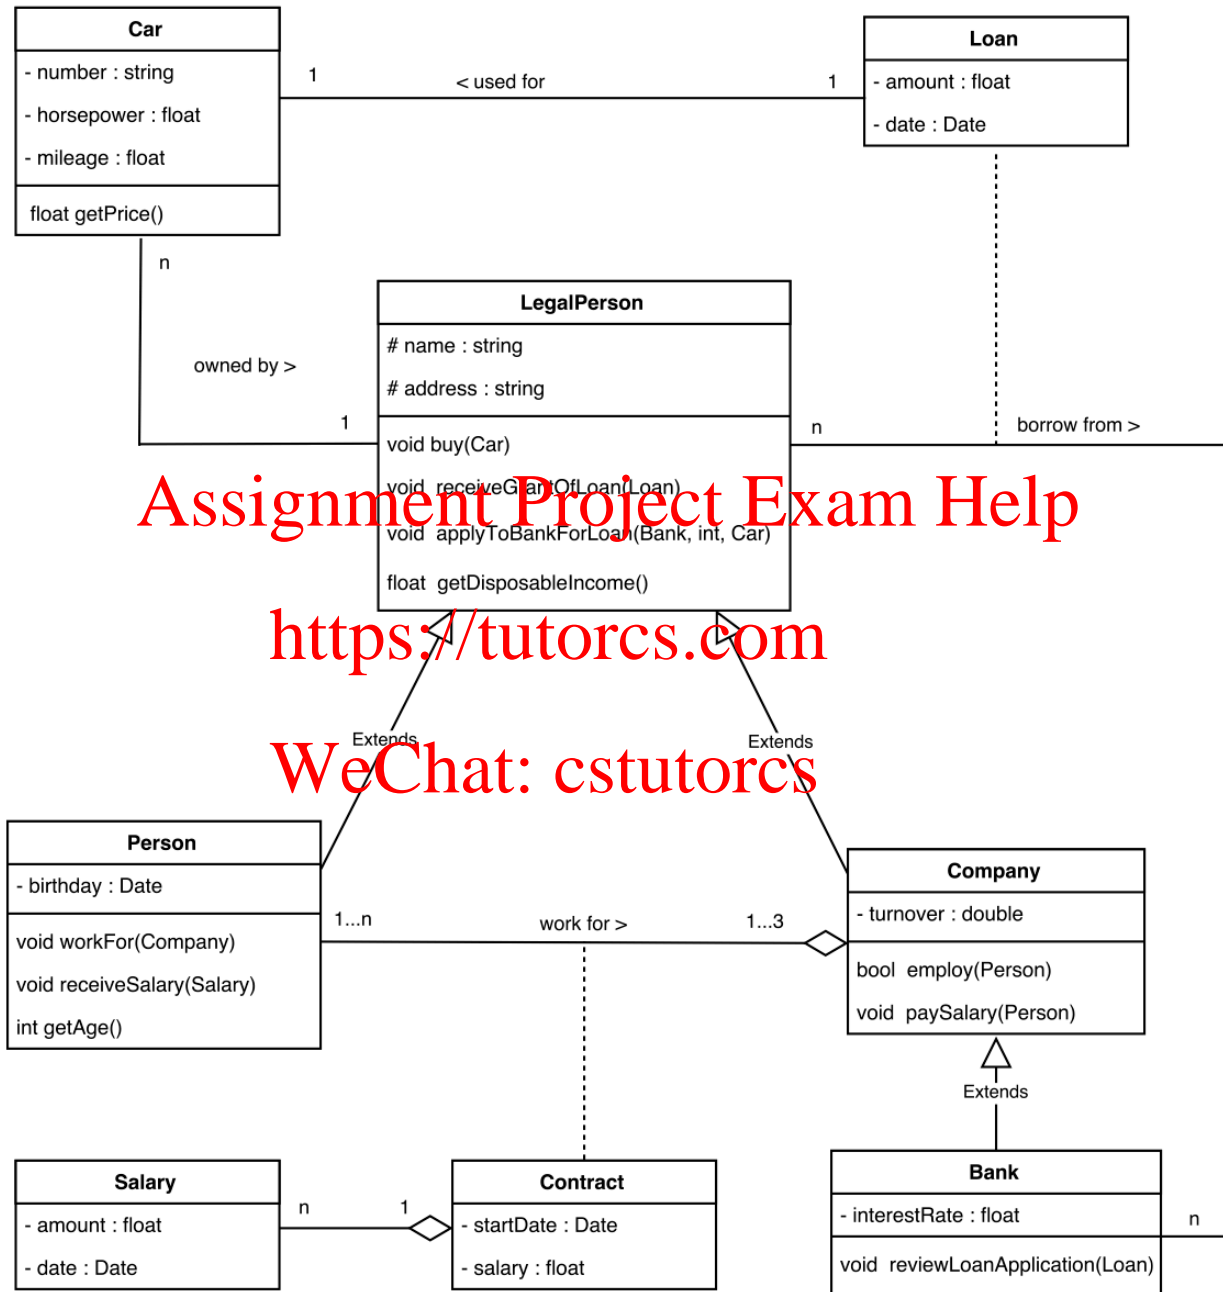 Car
- number : string
- horsepower : float
- mileage : float
float getPrice()
1
< used for
1
Loan
- amount : float
- date : Date
n
owned by >
1
LegalPerson
# name : string
# address : string
void buy(Car)
void receiveGrantOfLoan(Loan)
void applyToBankForLoan(Bank, int, Car)
float getDisposableIncome()
n
borrow from >
Assignment Project Exam Help
https://tutorcs.com
WeChat: cstutorcs
Extends
Extends
Person
- birthday : Date
void workFor(Company)
void receiveSalary(Salary)
int getAge()
1...n
work for >
1...3
Company
- turnover : double
bool employ(Person)
void paySalary(Person)
Extends
Salary
- amount : float
- date : Date
n
1
Contract
- startDate : Date
- salary : float
Bank
- interestRate : float
void reviewLoanApplication(Loan)
n